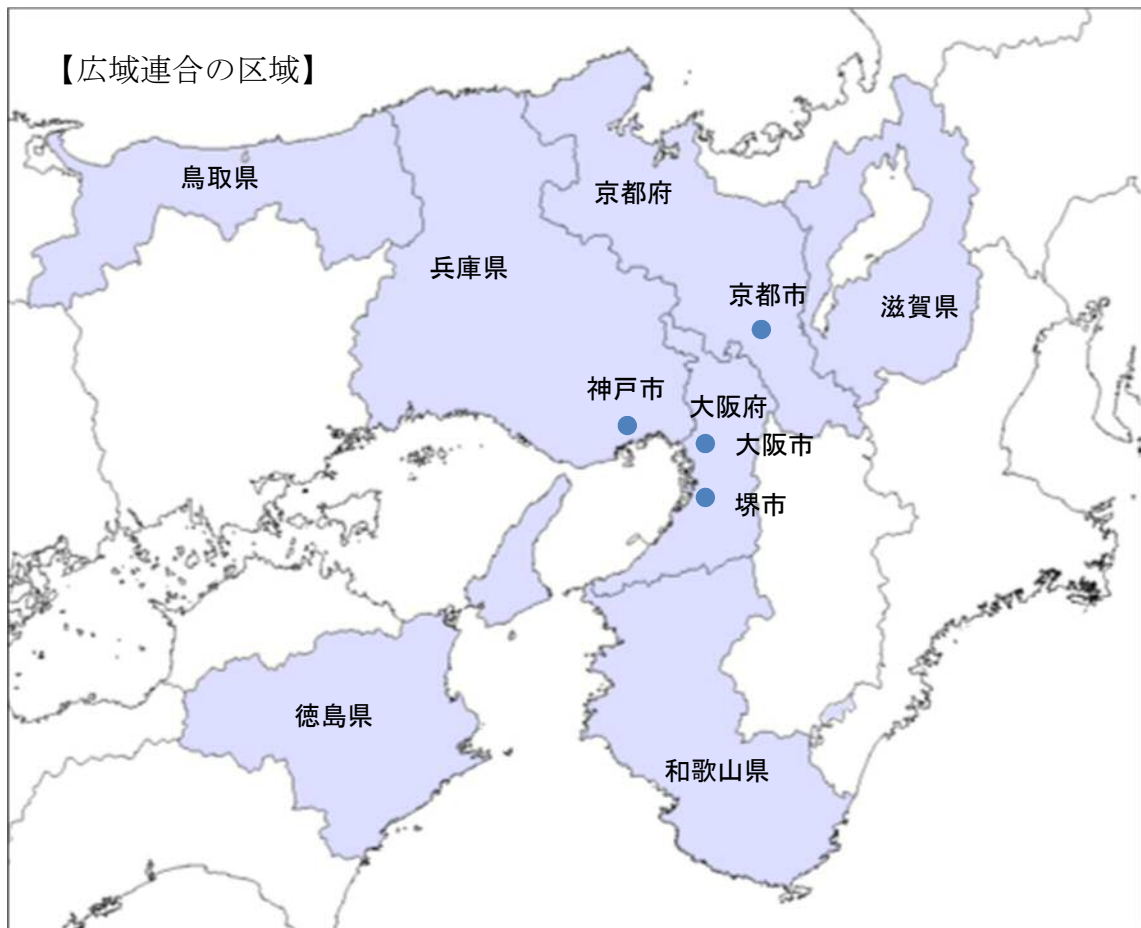 【広域連合の区域】
鳥取県
京都府
兵庫県
京都市
滋賀県
神戸市
大阪府
大阪市
堺市
徳島県
和歌山県